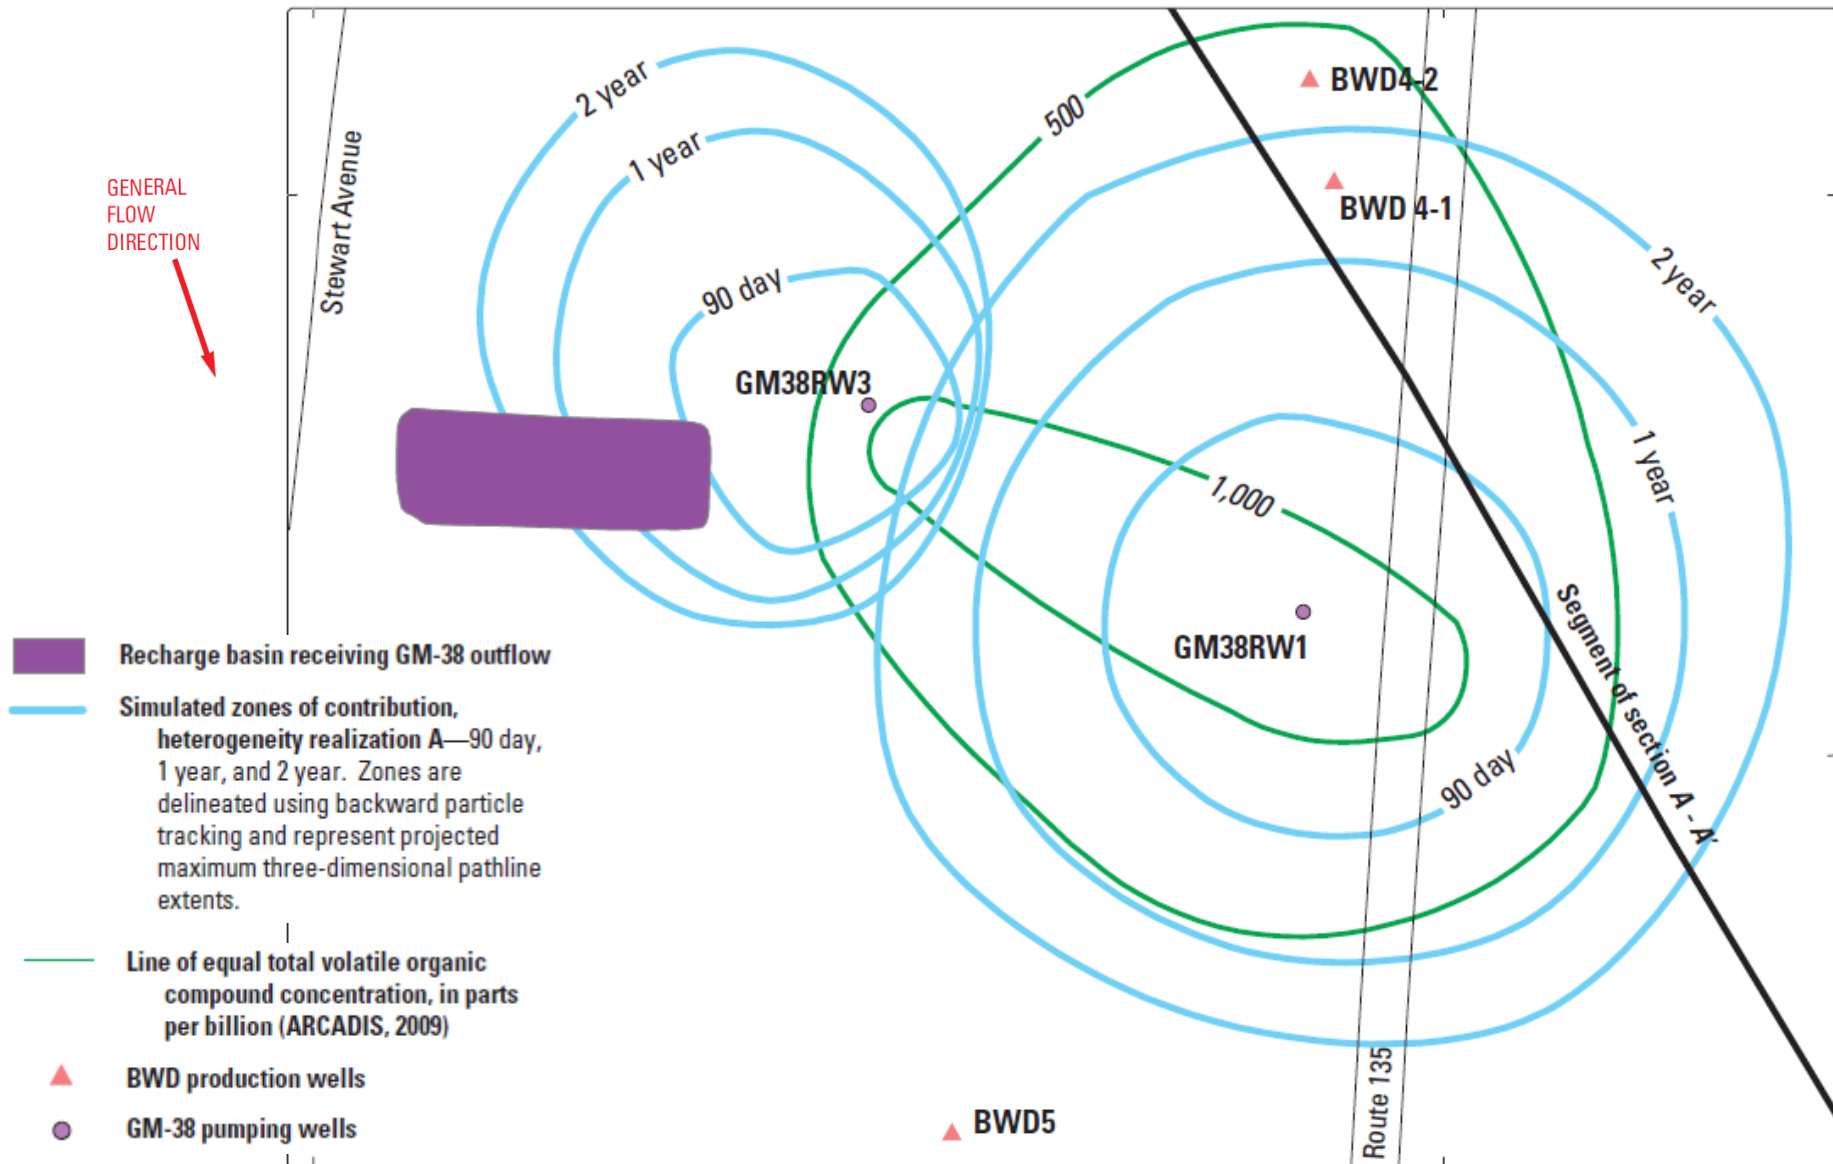 BWD4-2
2 year
500
1 year
Stewart Avenue
GENERAL
FLOW
DIRECTION
BWD 4-1
2 year
90 day
GM38RW3
1 year
1,000
GM38RW1
Segment of section A - A'
90 day
Recharge basin receiving GM-38 outflow
Simulated zones of contribution,
heterogeneity realization A—90 day,
1 year, and 2 year. Zones are
delineated using backward particle
tracking and represent projected
maximum three-dimensional pathline
extents.
Line of equal total volatile organic
compound concentration, in parts
per billion (ARCADIS, 2009)
BWD production wells
GM-38 pumping wells
BWD5
Route 135